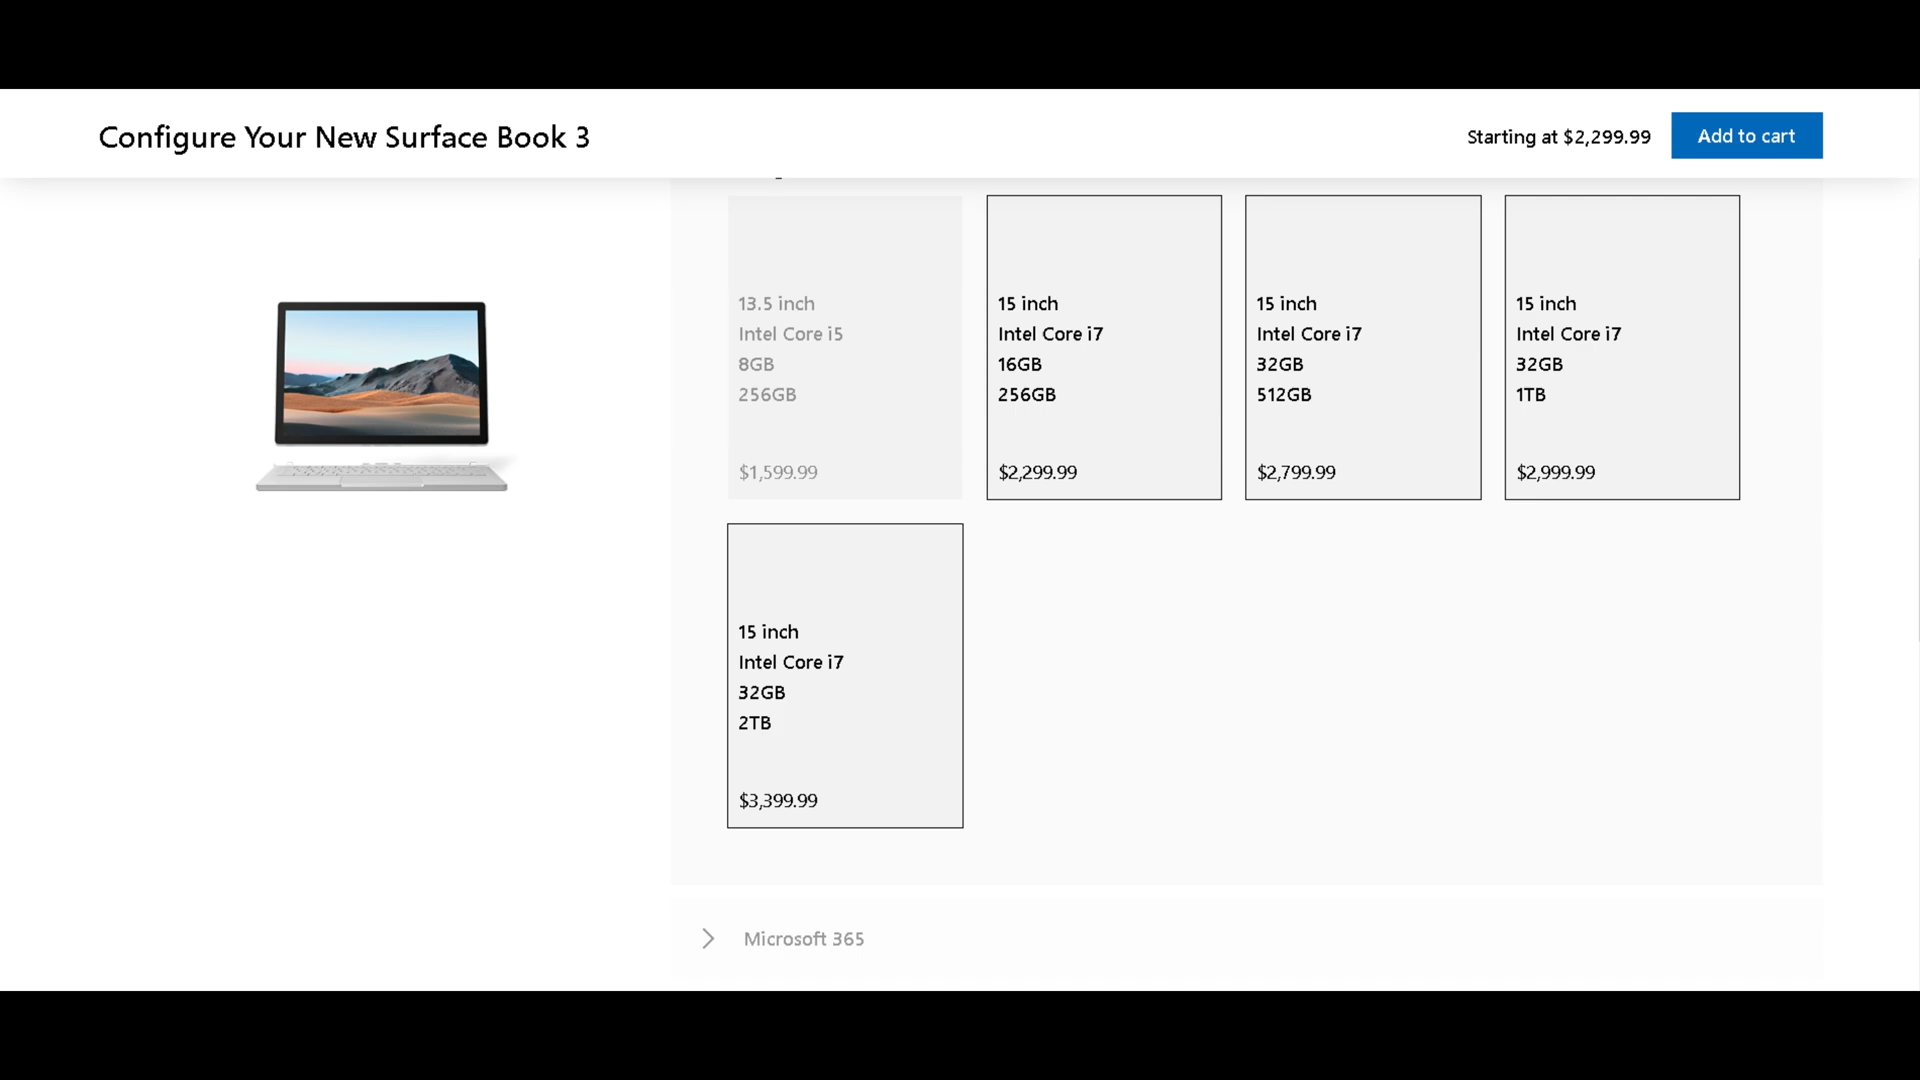 Configure Your New Surface Book 3
Starting at $2,299.99
Add to cart
13.5 inch
Intel Core i5
8GB
256GB
$1,599.99
15 inch
Intel Core i7
16GB
256GB
$2,299.99
15 inch
Intel Core i7
32GB
512GB
$2,799.99
15 inch
Intel Core i7
32GB
1TB
$2,999.99
15 inch
Intel Core i7
32GB
2TB
$3,399.99
Microsoft 365